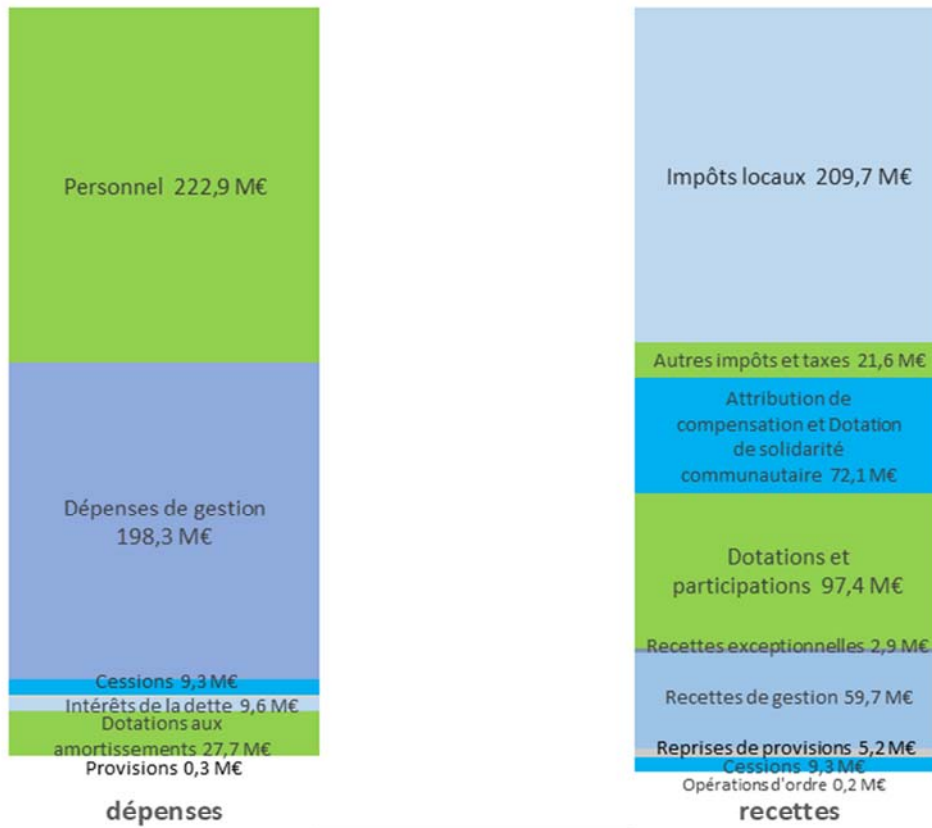 Personnel 222,9 M€
Dépenses de gestion
198,3 M€
Cessions 9,3 M€
Intérêts de la dette 9,6 M€
Dotations aux
amortissements 27,7 M€
Provisions 0,3 M€
dépenses
Impôts locaux 209,7 M€
Autres impôts et taxes 21,6 M€
Attribution de
compensation et Dotation
de solidarité
communautaire 72,1 M€
Dotations et
participations 97,4 M€
Recettes exceptionnelles 2,9 M€
Recettes de gestion 59,7 M€
Reprises de provisions 5,2 M€
Cessions 9,3 M€
Opérations d'ordre 0,2 M€
recettes